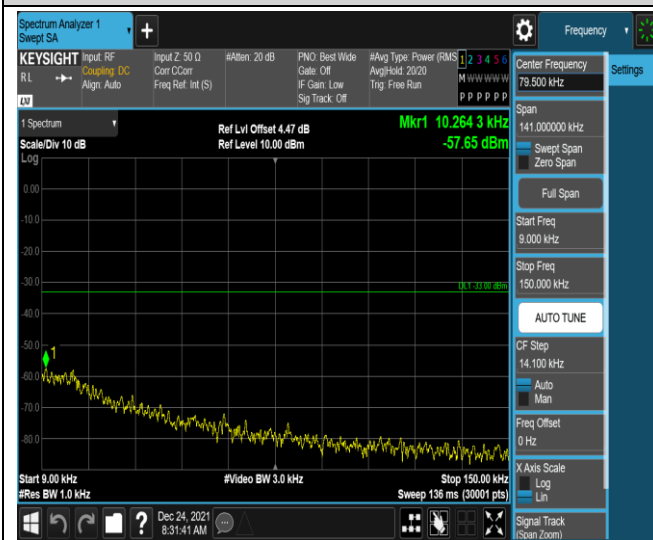 Spectrum Analyzer 1
Swept SA
+
Frequency
KEYSIGHT
RL
LXI
Input: RF
Coupling: DC
Align: Auto
Input Z: 50 Ω
Corr CCorr
Freq Ref: Int (S)
#Atten: 20 dB
PNO: Best Wide
Gate: Off
IF Gain: Low
Sig Track: Off
#Avg Type: Power (RMS
Avg|Hold: 20/20
Trig: Free Run
1 2 3 4 5 6
M W W W W W
P P P P P P
Settings
Center Frequency
79.500 kHz
Span
141.000000 kHz
Swept Span
Zero Span
Full Span
Start Freq
9.000 kHz
Stop Freq
150.000 kHz
AUTO TUNE
CF Step
14.100 kHz
Auto
Man
Freq Offset
0 Hz
X Axis Scale
Log
Lin
Signal Track
(Span Zoom)
1 Spectrum
Scale/Div 10 dB
Log
Ref Lvl Offset 4.47 dB
Ref Level 10.00 dBm
Mkr1 10.264 3 kHz
-57.65 dBm
0.00
-10.0
-20.0
-30.0
DL1 -33.00 dBm
-40.0
-50.0
1
-60.0
-70.0
-80.0
Start 9.00 kHz
#Res BW 1.0 kHz
#Video BW 3.0 kHz
Stop 150.00 kHz
Sweep 136 ms (30001 pts)
?
Dec 24, 2021
8:31:41 AM